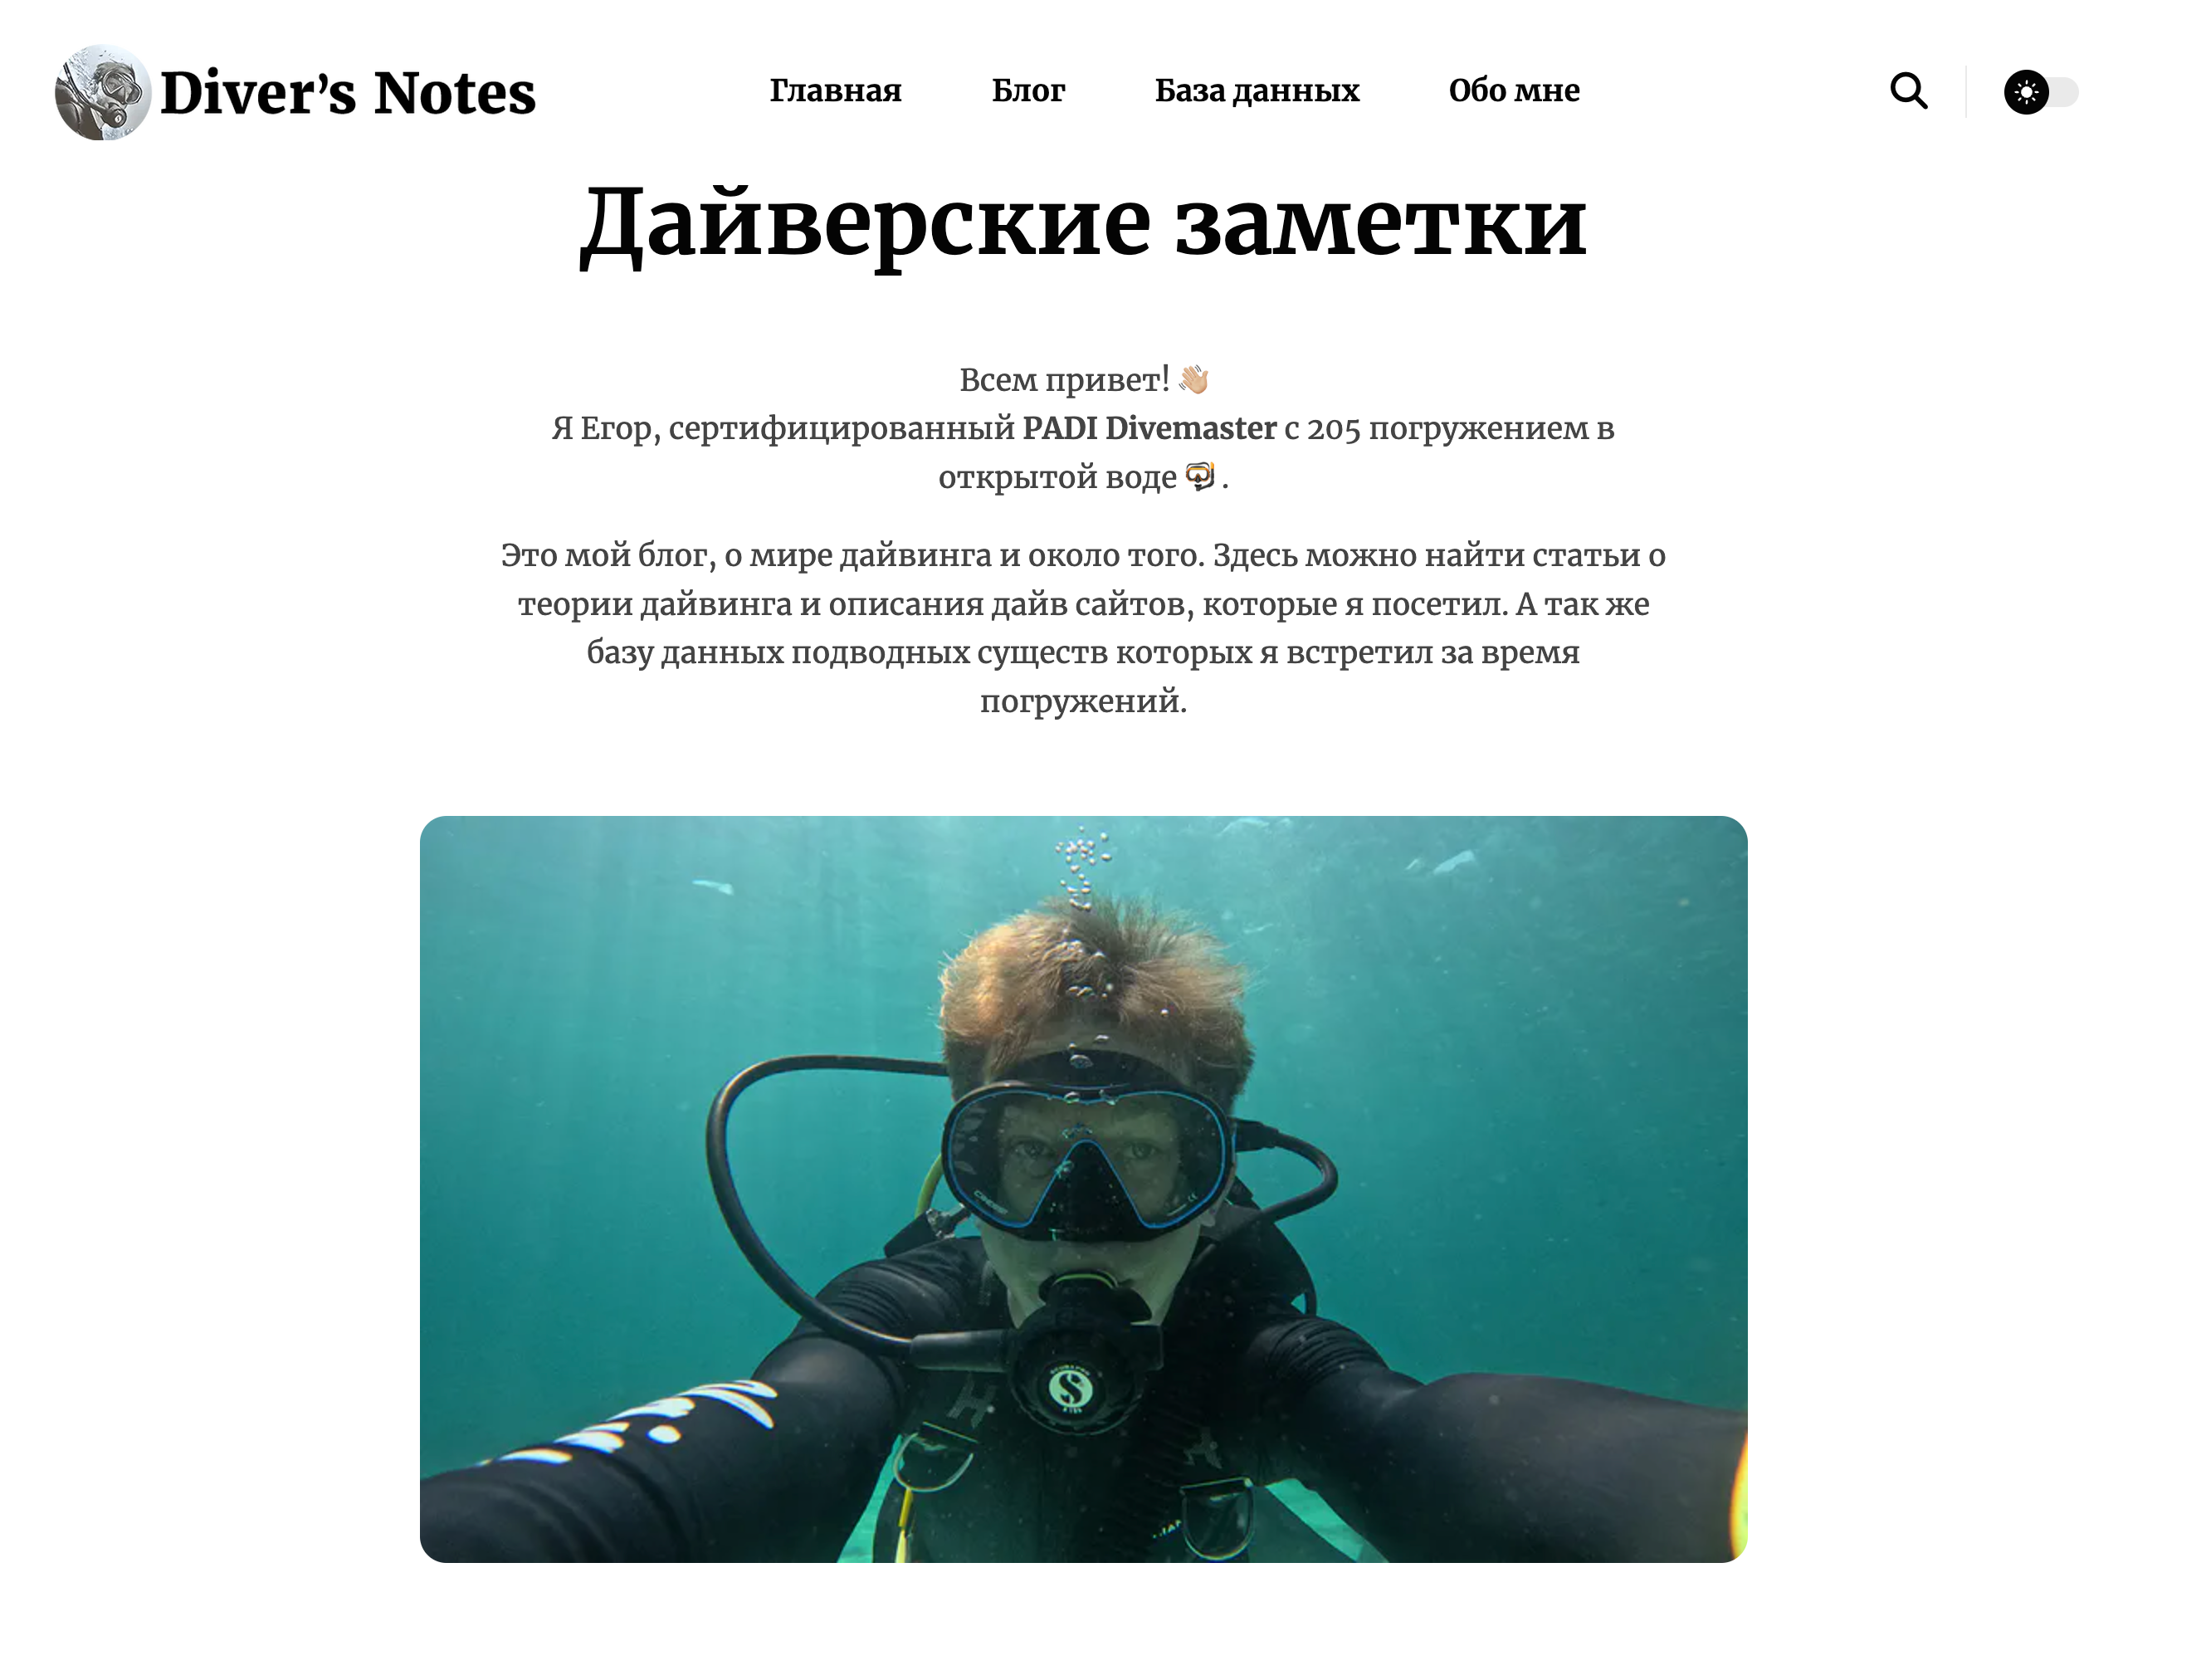 Diver’s Notes
Главная
Блог
База данных
Обо мне
Дайверские заметки
Всем привет! 👋🏼
Я Егор, сертифицированный PADI Divemaster с 205 погружением в
открытой воде 🤿 .
Это мой блог, о мире дайвинга и около того. Здесь можно найти статьи о
теории дайвинга и описания дайв сайтов, которые я посетил. А так же
базу данных подводных существ которых я встретил за время
погружений.
CRESSI
S